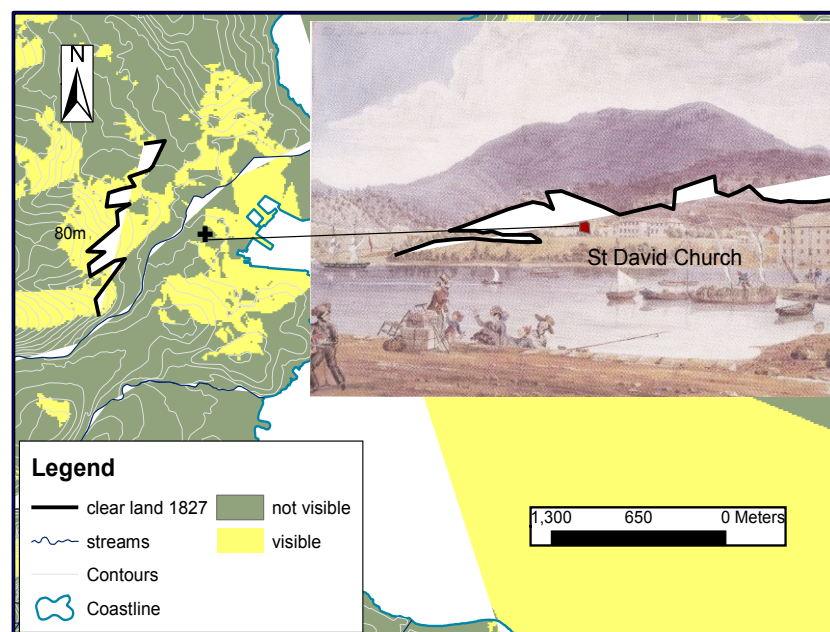 N
80m
St David Church
Legend
clear land 1827
not visible
streams
visible
Contours
Coastline
1,300 650 0 Meters